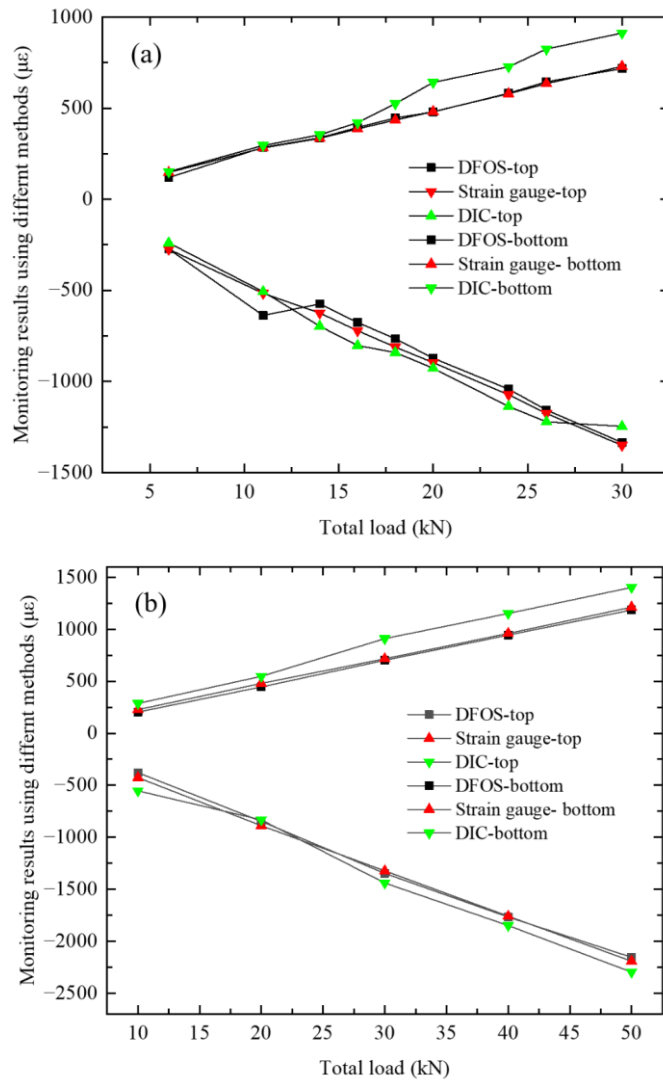 (a)
Monitoring results using differnt methods (µε)
1000
500
0
−500
−1000
−1500
DFOS-top
Strain gauge-top
DIC-top
DFOS-bottom
Strain gauge- bottom
DIC-bottom
5 10 15 20 25 30
Total load (kN)
(b)
Monitoring results using differnt methods (µε)
1500
1000
500
0
−500
−1000
−1500
−2000
−2500
DFOS-top
Strain gauge-top
DIC-top
DFOS-bottom
Strain gauge- bottom
DIC-bottom
10 15 20 25 30 35 40 45 50
Total load (kN)